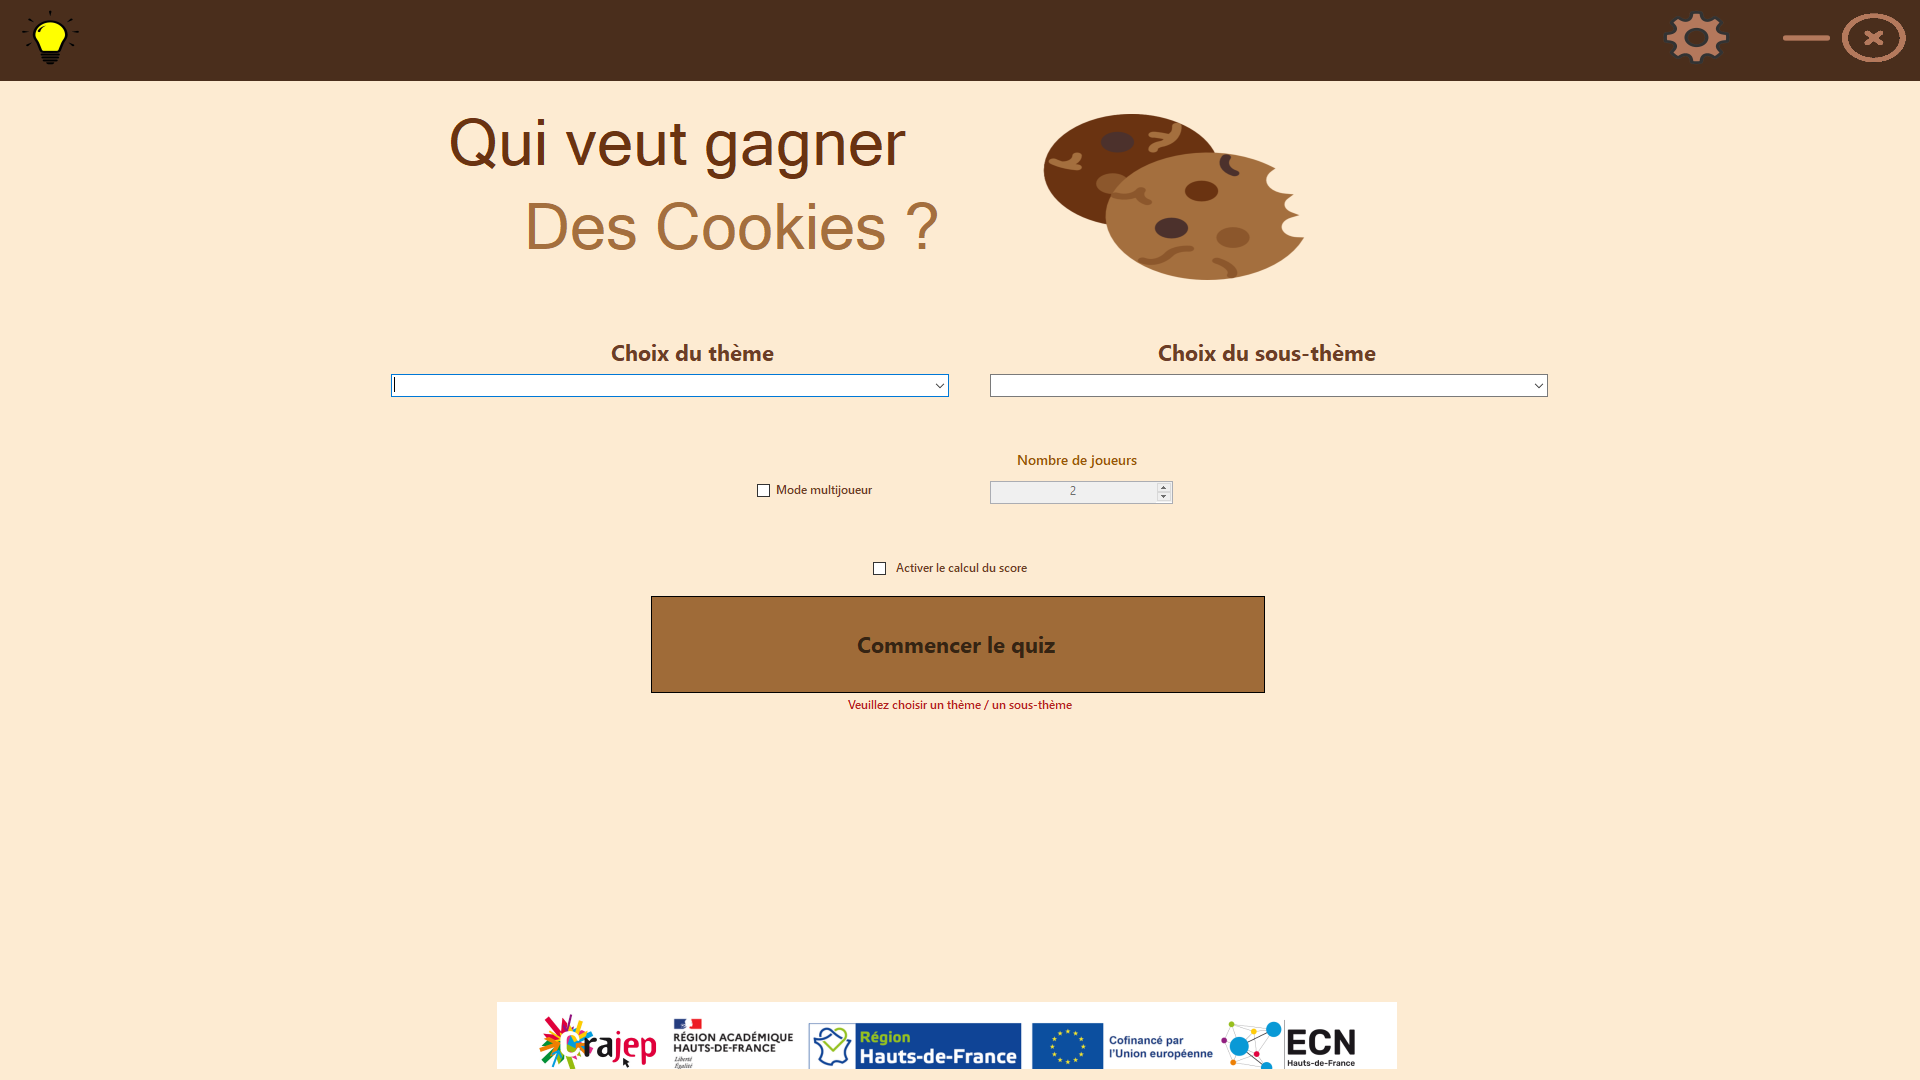 Qui veut gagner
Des Cookies ?
Choix du thème
Choix du sous-thème
Nombre de joueurs
Mode multijoueur
2
Activer le calcul du score
Commencer le quiz
Veuillez choisir un thème / un sous-thème
Crajep
RÉGION ACADÉMIQUE
HAUTS-DE-FRANCE
Liberté
Égalité
Région
Hauts-de-France
Cofinancé par
l'Union européenne
ECN
Hauts-de-France